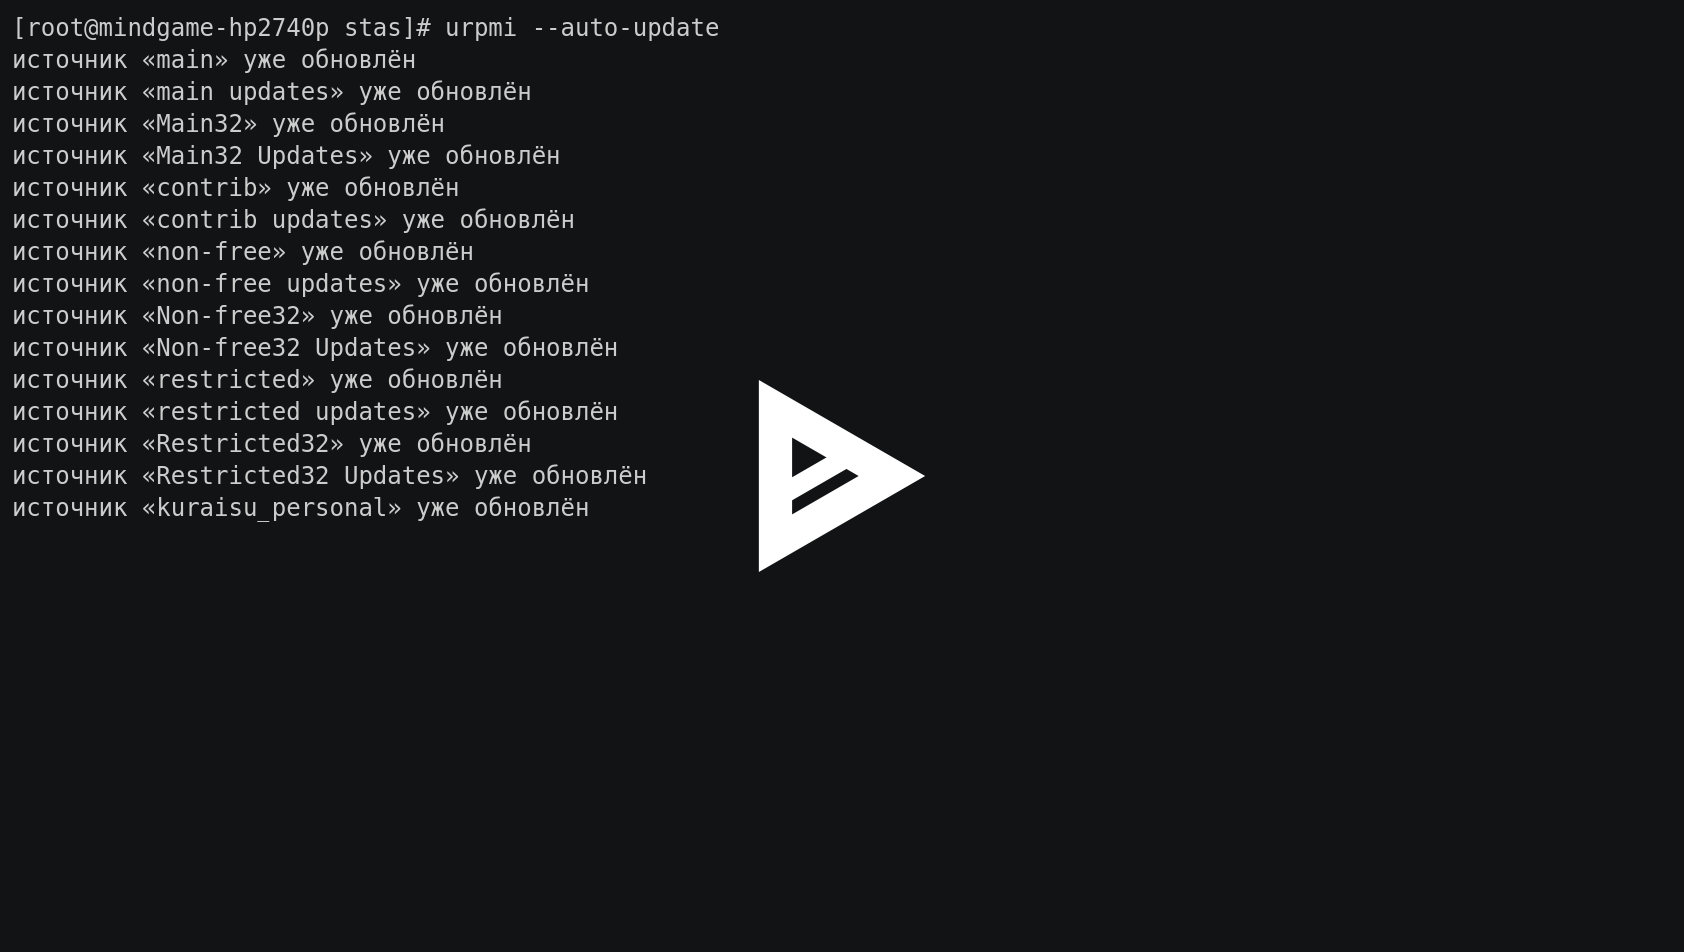 [root@mindgame-hp2740p stas]# urpmi --auto-update
источник «main» уже обновлён
источник «main updates» уже обновлён
источник «Main32» уже обновлён
источник «Main32 Updates» уже обновлён
источник «contrib» уже обновлён
источник «contrib updates» уже обновлён
источник «non-free» уже обновлён
источник «non-free updates» уже обновлён
источник «Non-free32» уже обновлён
источник «Non-free32 Updates» уже обновлён
источник «restricted» уже обновлён
источник «restricted updates» уже обновлён
источник «Restricted32» уже обновлён
источник «Restricted32 Updates» уже обновлён
источник «kuraisu_personal» уже обновлён